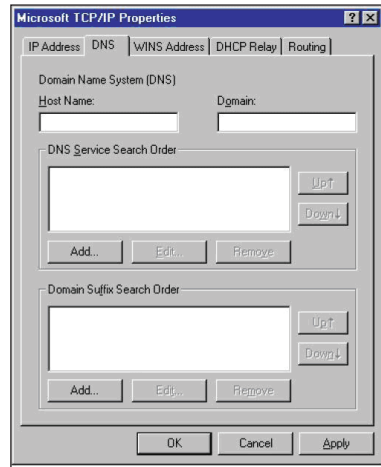 Microsoft TCP/IP Properties
IP Address DNS WINS Address DHCP Relay Routing
Domain Name System (DNS)
Host Name: Domain:
DNS Service Search Order
Up↑
Down↓
Add... Edit... Remove
Domain Suffix Search Order
Up↑
Down↓
Add... Edit... Remove
OK Cancel Apply